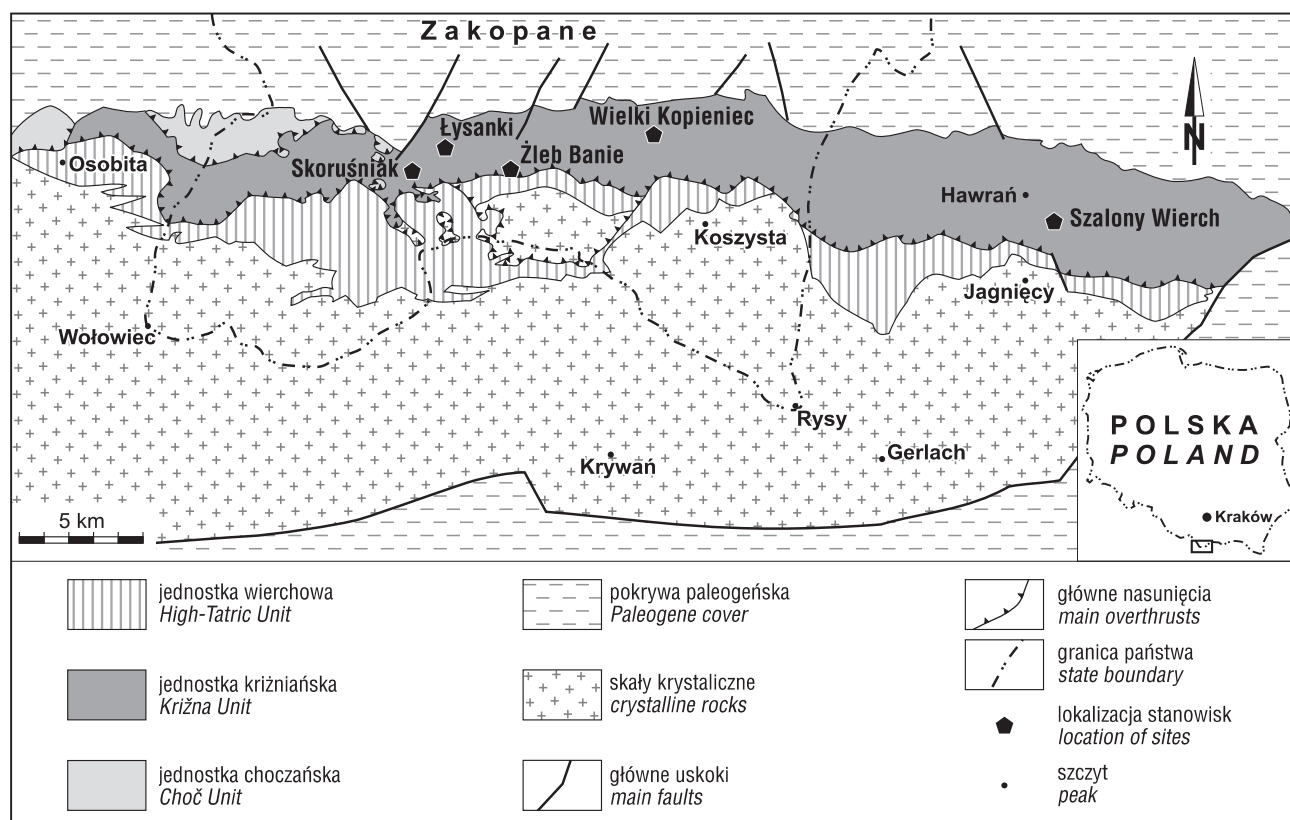 Zakopane
Wielki Kopieniec
Łysanki
Żleb Banie
Skoruśniak
Osobita
Hawrań
Szalony Wierch
Koszysta
Jagnięcy
Wołowiec
Rysy
Gerlach
Krywań
N
5 km
POLSKA
POLAND
Kraków
jednostka wierchowa
High-Tatric Unit
jednostka kriżniańska
Križna Unit
jednostka choczańska
Choč Unit
pokrywa paleogeńska
Paleogene cover
skały krystaliczne
crystalline rocks
główne uskoki
main faults
główne nasunięcia
main overthrusts
granica państwa
state boundary
lokalizacja stanowisk
location of sites
szczyt
peak